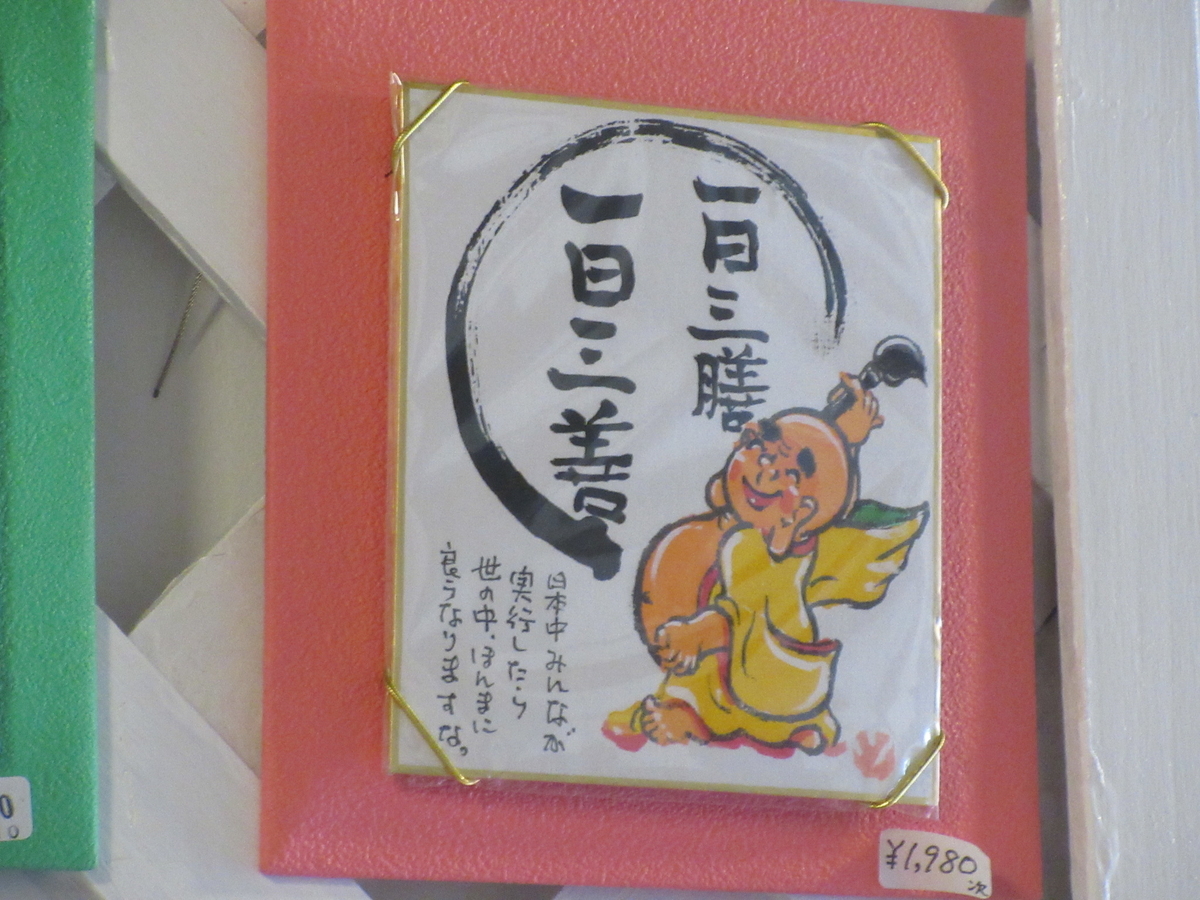 一日三膳
一日三善
日本中みんなが
実行したら
世の中、ほんまに
良うなりますな。
¥1,980